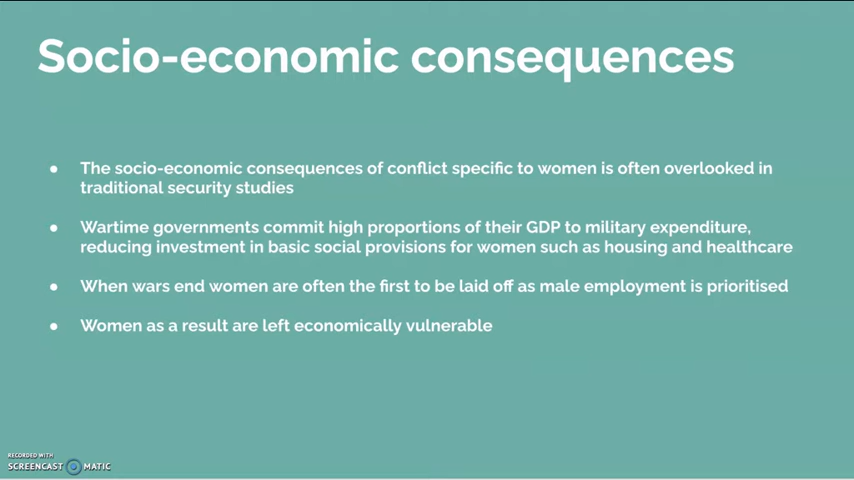 Socio-economic consequences
● The socio-economic consequences of conflict specific to women is often overlooked in
traditional security studies
● Wartime governments commit high proportions of their GDP to military expenditure,
reducing investment in basic social provisions for women such as housing and healthcare
● When wars end women are often the first to be laid off as male employment is prioritised
● Women as a result are left economically vulnerable
RECORDED WITH
SCREENCAST MATIC